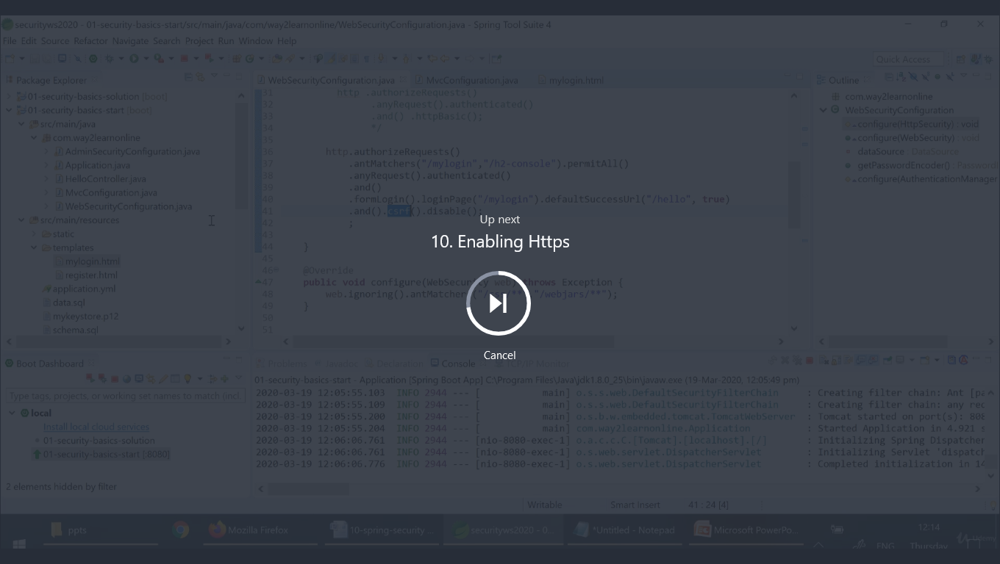 securityws2020 - 01-security-basics-start/src/main/java/com/way2learnonline/WebSecurityConfiguration.java - Spring Tool Suite 4
File Edit Source Refactor Navigate Search Project Run Window Help
Quick Access
Package Explorer
01-security-basics-solution [boot]
01-security-basics-start [boot]
src/main/java
com.way2learnonline
AdminSecurityConfiguration.java
Application.java
HelloController.java
MvcConfiguration.java
WebSecurityConfiguration.java
src/main/resources
static
templates
mylogin.html
register.html
application.yml
data.sql
mykeystore.p12
schema.sql
WebSecurityConfiguration.java
MvcConfiguration.java
mylogin.html
31 http .authorizeRequests()
32 .anyRequest().authenticated()
33 .and() .httpBasic();
34 */
35
36 http.authorizeRequests()
37 .antMatchers("/mylogin","/h2-console").permitAll()
38 .anyRequest().authenticated()
39 .and()
40 .formLogin().loginPage("/mylogin").defaultSuccessUrl("/hello", true)
41 .and().csrf().disable();
42 ;
43
44 }
45
46 @Override
47 public void configure(WebSecurity web) throws Exception {
48 web.ignoring().antMatchers( "/webjars/**");
49 }
50
51
Up next
10. Enabling Https
Cancel
Outline
com.way2learnonline
WebSecurityConfiguration
configure(HttpSecurity) : void
configure(WebSecurity) : void
dataSource : DataSource
getPasswordEncoder() : Password
configure(AuthenticationManager
Boot Dashboard
Type tags, projects, or working set names to match (incl.
local
Install local cloud services
01-security-basics-solution
01-security-basics-start [:8080]
2 elements hidden by filter
Problems Javadoc Declaration Console TCP/IP Monitor
01-security-basics-start - Application [Spring Boot App] C:\Program Files\Java\jdk1.8.0_25\bin\javaw.exe (19-Mar-2020, 12:05:49 pm)
2020-03-19 12:05:55.103 INFO 2944 --- [ main] o.s.s.web.DefaultSecurityFilterChain : Creating filter chain: Ant [pa
2020-03-19 12:05:55.109 INFO 2944 --- [ main] o.s.s.web.DefaultSecurityFilterChain : Creating filter chain: any req
2020-03-19 12:05:55.200 INFO 2944 --- [ main] o.s.b.w.embedded.tomcat.TomcatWebServer : Tomcat started on port(s): 808
2020-03-19 12:05:55.204 INFO 2944 --- [ main] com.way2learnonline.Application : Started Application in 4.921 s
2020-03-19 12:06:06.761 INFO 2944 --- [nio-8080-exec-1] o.a.c.c.C.[Tomcat].[localhost].[/] : Initializing Spring Dispatcher
2020-03-19 12:06:06.761 INFO 2944 --- [nio-8080-exec-1] o.s.web.servlet.DispatcherServlet : Initializing Servlet 'dispatch
2020-03-19 12:06:06.776 INFO 2944 --- [nio-8080-exec-1] o.s.web.servlet.DispatcherServlet : Completed initialization in 14
Writable Smart Insert 41 : 24 [4]
ppts
Mozilla Firefox
10-spring-security ...
securityws2020 - 0...
*Untitled - Notepad
Microsoft PowerPo...
12:14
ENG
Thursday
Udemy